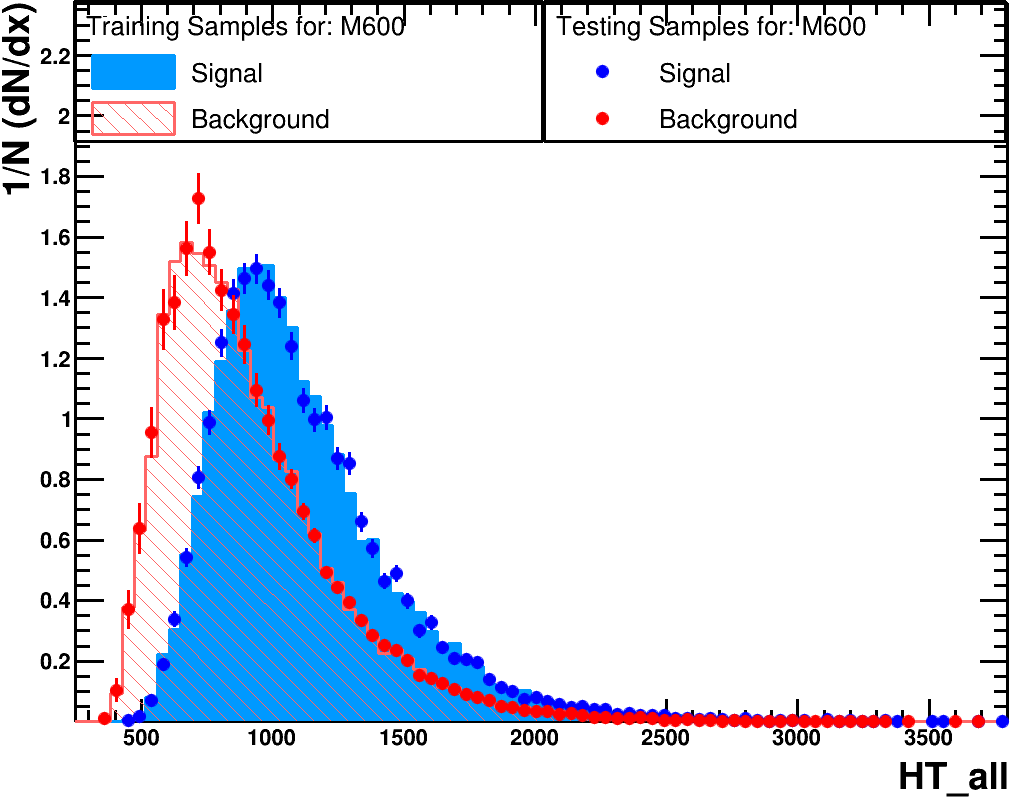 1/N (dN/dx)
Training Samples for: M600
Signal
Background
Testing Samples for: M600
Signal
Background
2.2
2
1.8
1.6
1.4
1.2
1
0.8
0.6
0.4
0.2
500 1000 1500 2000 2500 3000 3500
HT_all